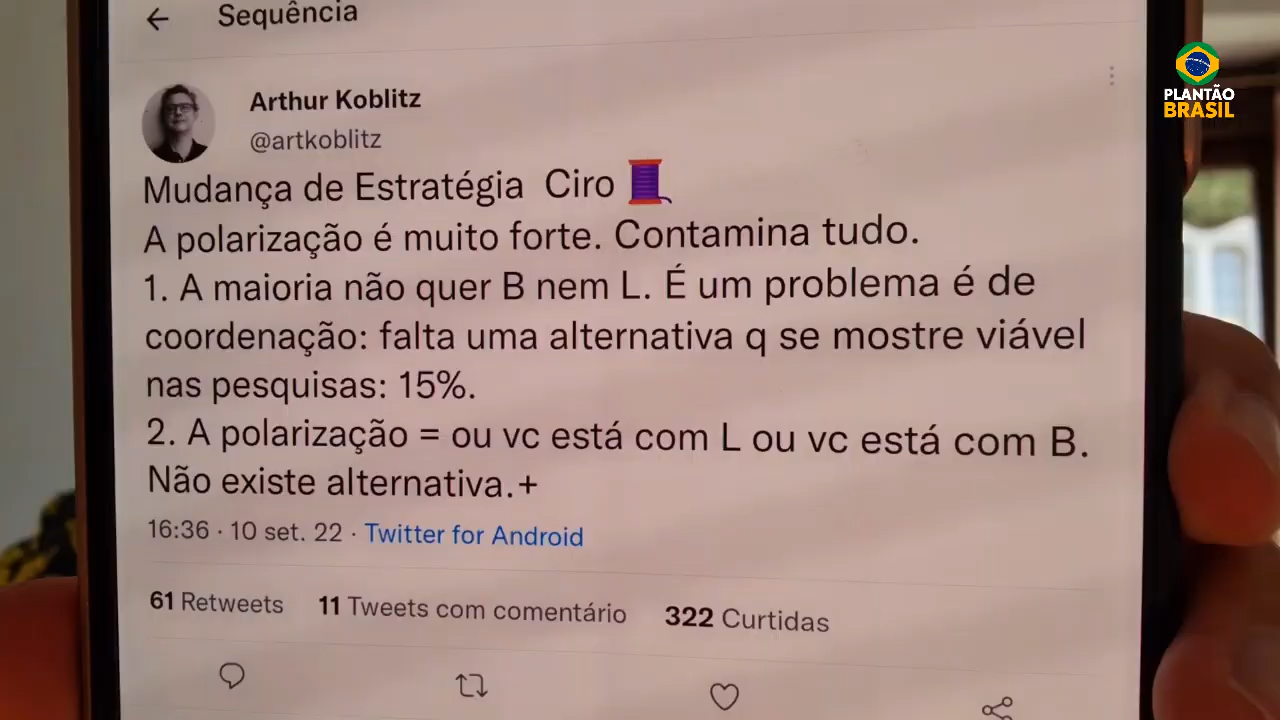 Sequência
PLANTÃO
BRASIL
Arthur Koblitz
@artkoblitz
Mudança de Estratégia Ciro 🧵
A polarização é muito forte. Contamina tudo.
1. A maioria não quer B nem L. É um problema é de
coordenação: falta uma alternativa q se mostre viável
nas pesquisas: 15%.
2. A polarização = ou vc está com L ou vc está com B.
Não existe alternativa.+
16:36 · 10 set. 22 · Twitter for Android
61 Retweets 11 Tweets com comentário 322 Curtidas